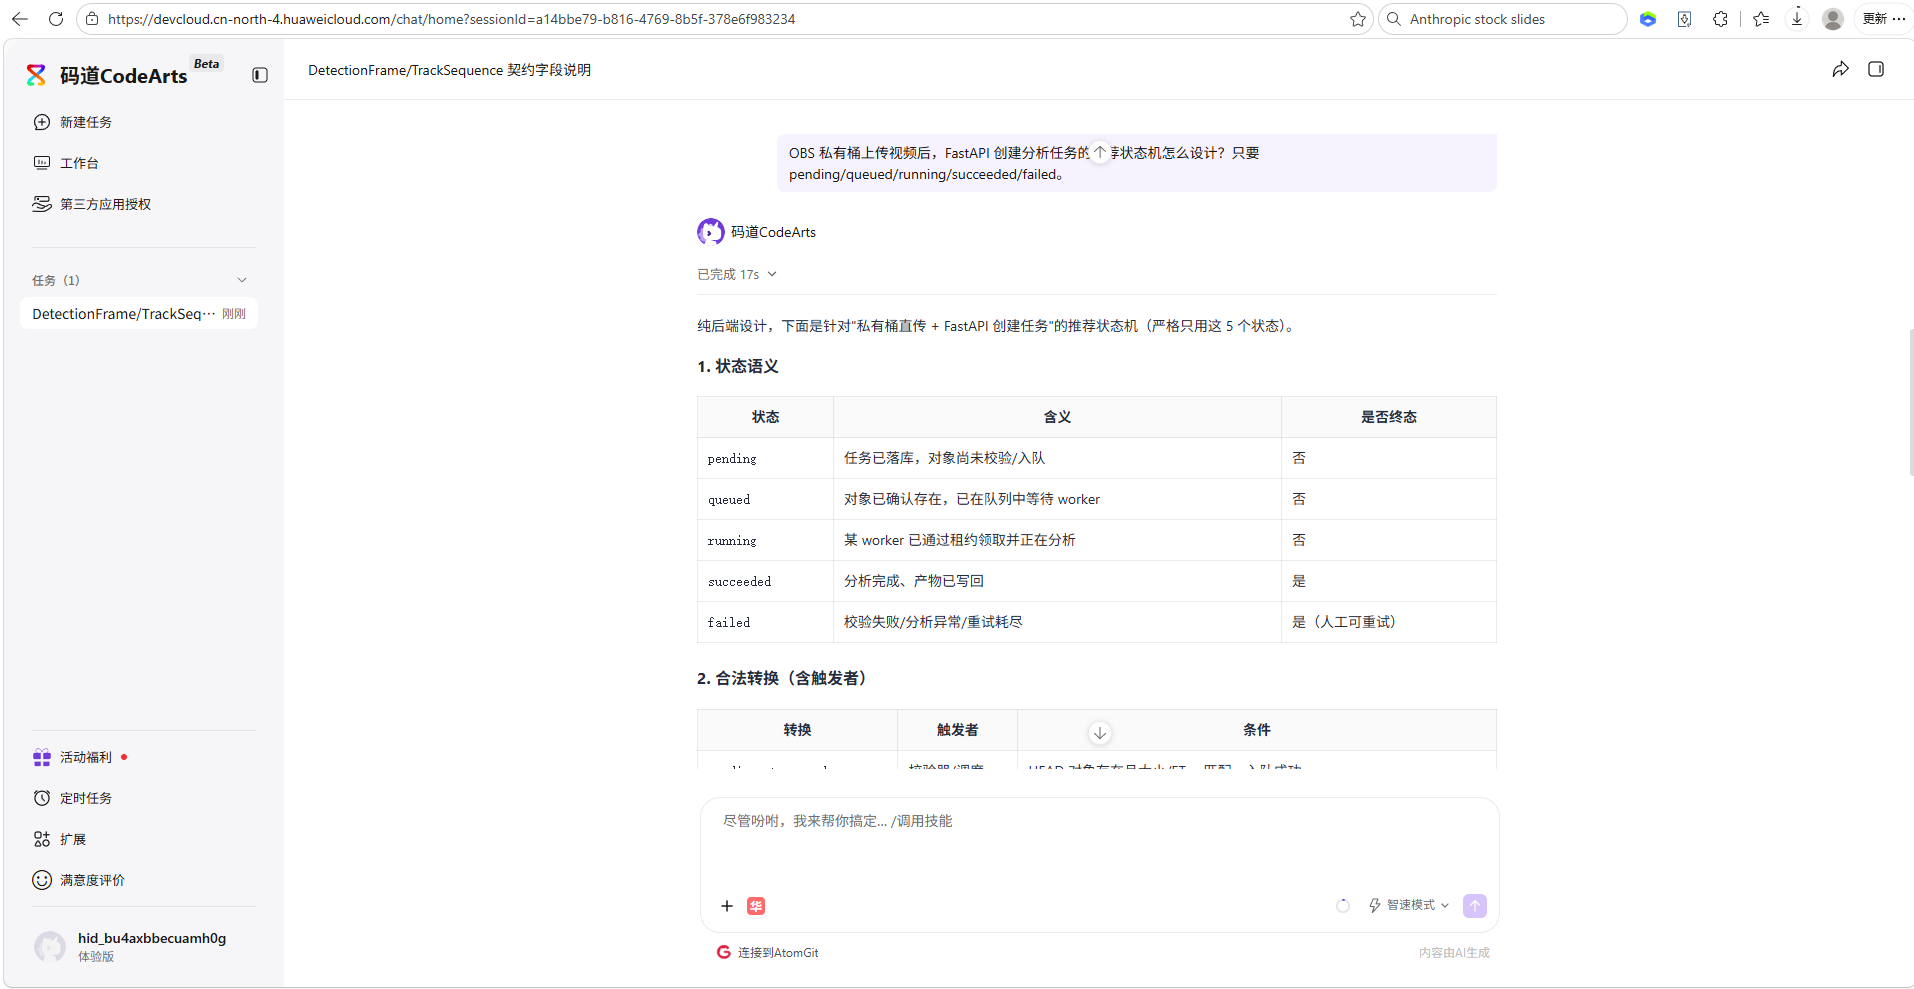 https://devcloud.cn-north-4.huaweicloud.com/chat/home?sessionId=a14bbe79-b816-4769-8b5f-378e6f983234
Anthropic stock slides
更新
码道CodeArts
Beta
新建任务
工作台
第三方应用授权
任务（1）
DetectionFrame/TrackSeq··· 刚刚
活动福利
定时任务
扩展
满意度评价
hid_bu4axbbecuamh0g
体验版
DetectionFrame/TrackSequence 契约字段说明
OBS 私有桶上传视频后，FastAPI 创建分析任务的 荐状态机怎么设计？只要
pending/queued/running/succeeded/failed。
码道CodeArts
已完成 17s
纯后端设计，下面是针对"私有桶直传 + FastAPI 创建任务"的推荐状态机（严格只用这 5 个状态）。
1. 状态语义
状态 含义 是否终态
pending 任务已落库，对象尚未校验/入队 否
queued 对象已确认存在，已在队列中等待 worker 否
running 某 worker 已通过租约领取并正在分析 否
succeeded 分析完成、产物已写回 是
failed 校验失败/分析异常/重试耗尽 是（人工可重试）
2. 合法转换（含触发者）
转换 触发者 条件
尽管吩咐，我来帮你搞定... /调用技能
华
智速模式
连接到AtomGit
内容由AI生成